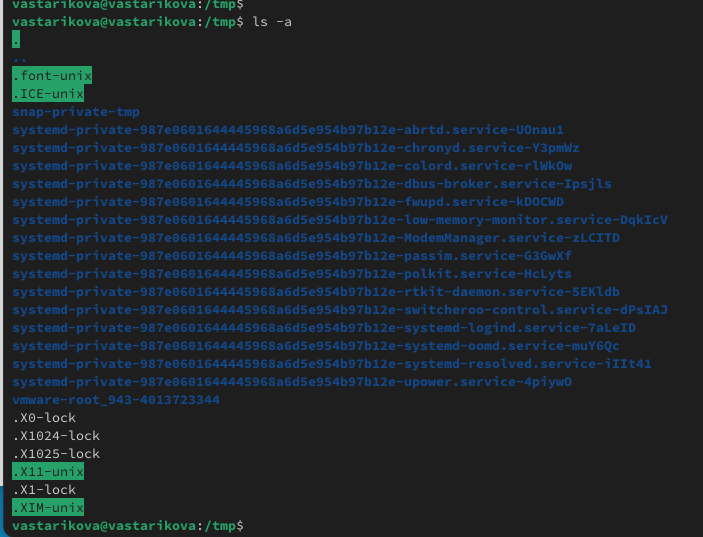 vastarikova@vastarikova:/tmp$
vastarikova@vastarikova:/tmp$ ls -a
.
..
.font-unix
.ICE-unix
snap-private-tmp
systemd-private-987e0601644445968a6d5e954b97b12e-abrtd.service-UOnau1
systemd-private-987e0601644445968a6d5e954b97b12e-chronyd.service-Y3pmWz
systemd-private-987e0601644445968a6d5e954b97b12e-colord.service-rlWkOw
systemd-private-987e0601644445968a6d5e954b97b12e-dbus-broker.service-Ipsjls
systemd-private-987e0601644445968a6d5e954b97b12e-fwupd.service-kDOCWD
systemd-private-987e0601644445968a6d5e954b97b12e-low-memory-monitor.service-DqkIcV
systemd-private-987e0601644445968a6d5e954b97b12e-ModemManager.service-zLCITD
systemd-private-987e0601644445968a6d5e954b97b12e-passim.service-G3GwXf
systemd-private-987e0601644445968a6d5e954b97b12e-polkit.service-HcLyts
systemd-private-987e0601644445968a6d5e954b97b12e-rtkit-daemon.service-5EKldb
systemd-private-987e0601644445968a6d5e954b97b12e-switcheroo-control.service-dPsIAJ
systemd-private-987e0601644445968a6d5e954b97b12e-systemd-logind.service-7aLeID
systemd-private-987e0601644445968a6d5e954b97b12e-systemd-oomd.service-muY6Qc
systemd-private-987e0601644445968a6d5e954b97b12e-systemd-resolved.service-iIIt41
systemd-private-987e0601644445968a6d5e954b97b12e-upower.service-4piywO
vmware-root_943-4013723344
.X0-lock
.X1024-lock
.X1025-lock
.X11-unix
.X1-lock
.XIM-unix
vastarikova@vastarikova:/tmp$